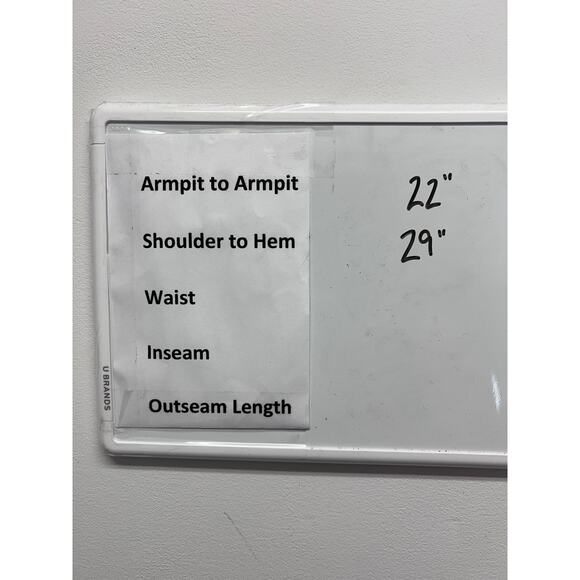 Armpit to Armpit 22"
Shoulder to Hem 29"
Waist
Inseam
Outseam Length
U BRANDS